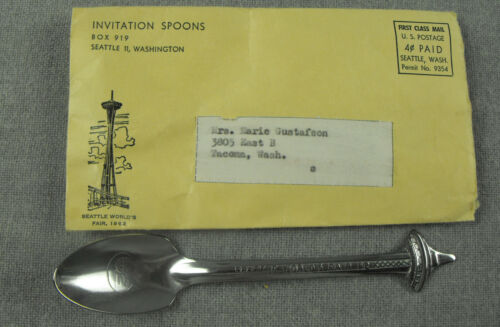 INVITATION SPOONS
BOX 919
SEATTLE II, WASHINGTON
FIRST CLASS MAIL
U. S. POSTAGE
4¢ PAID
SEATTLE, WASH.
Permit No. 9354
Mrs. Marie Gustafson
3805 East B
Tacoma, Wash.
SEATTLE WORLD'S
FAIR, 1962